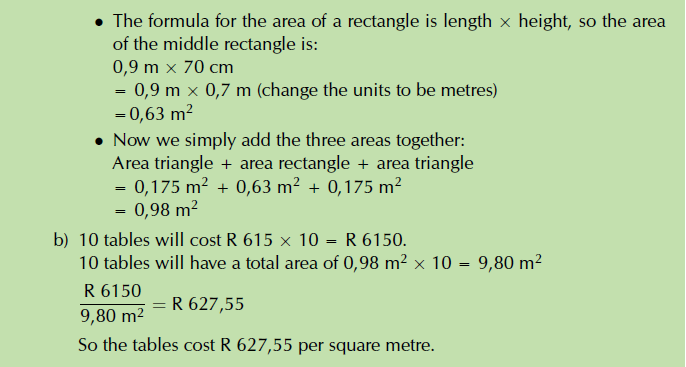 • The formula for the area of a rectangle is length × height, so the area
of the middle rectangle is:
0,9 m × 70 cm
= 0,9 m × 0,7 m (change the units to be metres)
= 0,63 m²
• Now we simply add the three areas together:
Area triangle + area rectangle + area triangle
= 0,175 m² + 0,63 m² + 0,175 m²
= 0,98 m²
b) 10 tables will cost R 615 × 10 = R 6150.
10 tables will have a total area of 0,98 m² × 10 = 9,80 m²
R 6150
9,80 m² = R 627,55
So the tables cost R 627,55 per square metre.